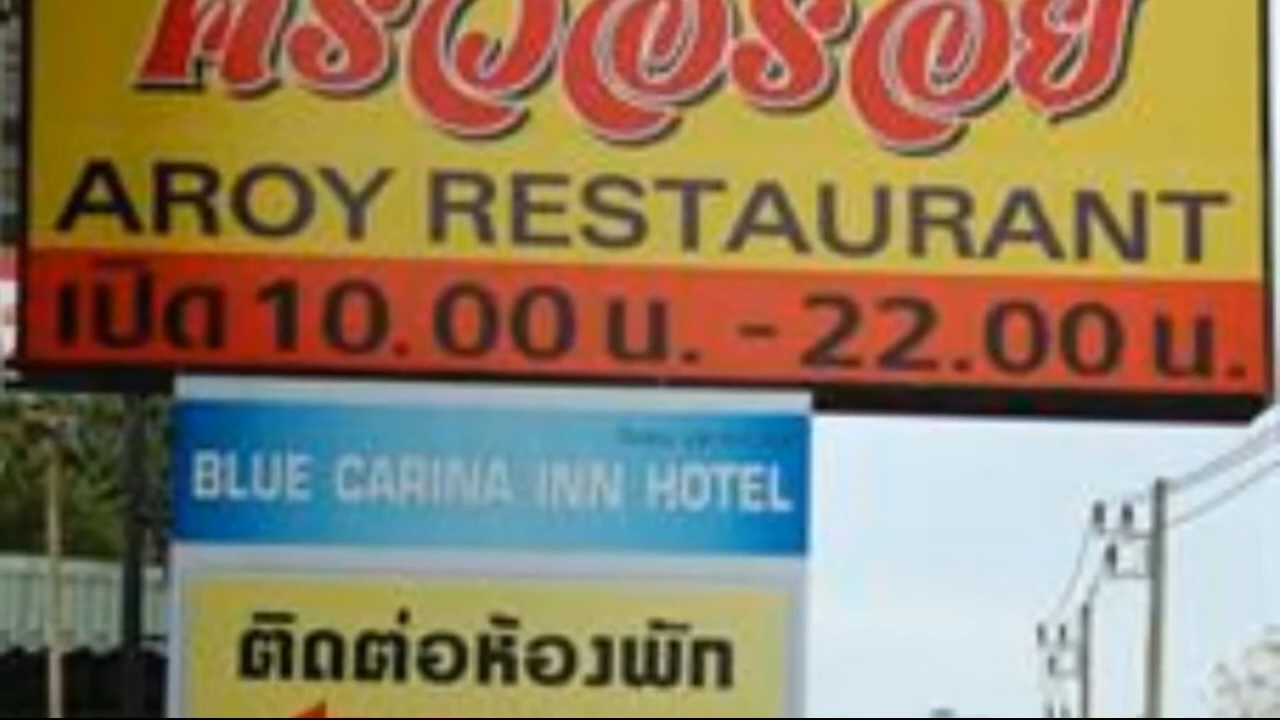 ครัวอร่อย
AROY RESTAURANT
เปิด 10.00 น. - 22.00 น.
BLUE CARINA INN HOTEL
ติดต่อห้องพัก